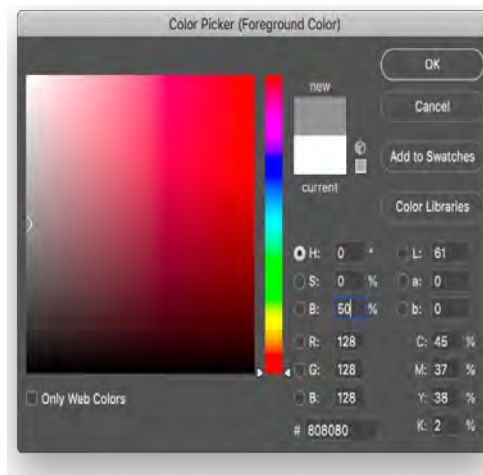 Color Picker (Foreground Color)
OK
new
Cancel
Add to Swatches
current
Color Libraries
H: 0 ° L: 61
S: 0 % a: 0
B: 50 % b: 0
R: 128 C: 45 %
G: 128 M: 37 %
B: 128 Y: 38 %
# 808080 K: 2 %
Only Web Colors